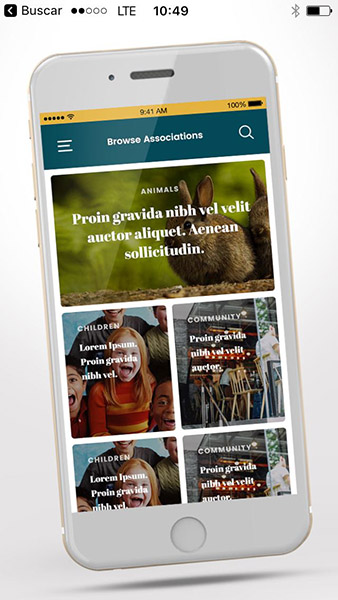 Buscar LTE 10:49
9:41 AM 100%
Browse Associations
ANIMALS
Proin gravida nibh vel velit
auctor aliquet. Aenean
sollicitudin.
CHILDREN
Lorem Ipsum.
Proin gravida
nibh vel.
COMMUNITY
Proin gravida
nibh vel velit
auctor.
CHILDREN
Lorem Ipsum.
Proin gravida
nibh vel.
COMMUNITY
Proin gravida
nibh vel velit
auctor.